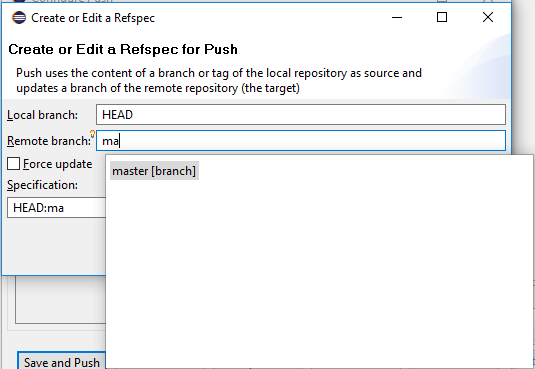 Create or Edit a Refspec
Create or Edit a Refspec for Push
Push uses the content of a branch or tag of the local repository as source and
updates a branch of the remote repository (the target)
Local branch: HEAD
Remote branch: ma
Force update
master [branch]
Specification:
HEAD:ma
Save and Push